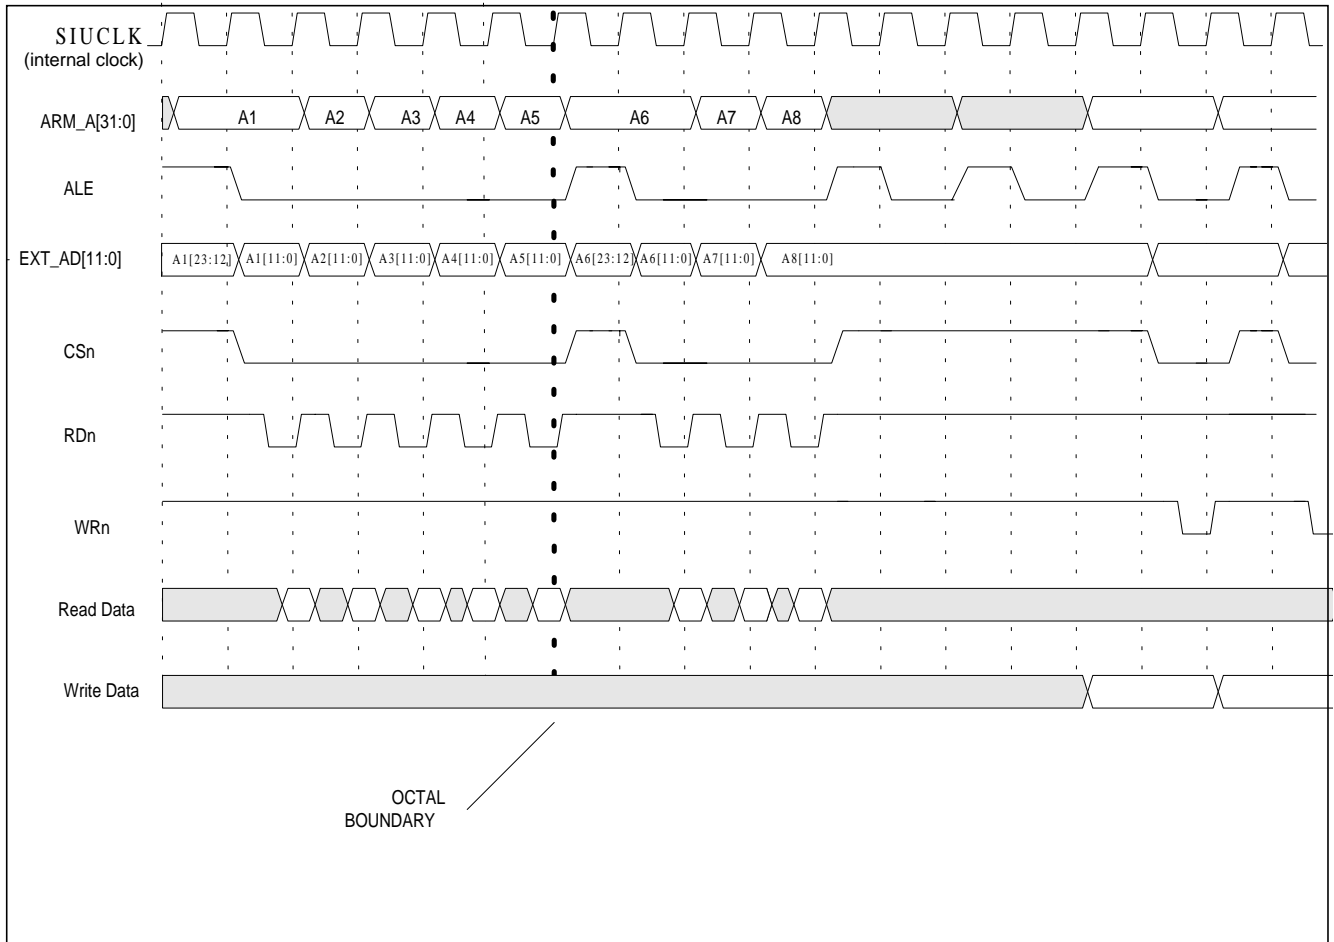 SIUCLK
(internal clock)
ARM_A[31:0]
A1 A2 A3 A4 A5 A6 A7 A8
ALE
EXT_AD[11:0]
A1[23:12] A1[11:0] A2[11:0] A3[11:0] A4[11:0] A5[11:0] A6[23:12] A6[11:0] A7[11:0] A8[11:0]
CSn
RDn
WRn
Read Data
Write Data
OCTAL
BOUNDARY